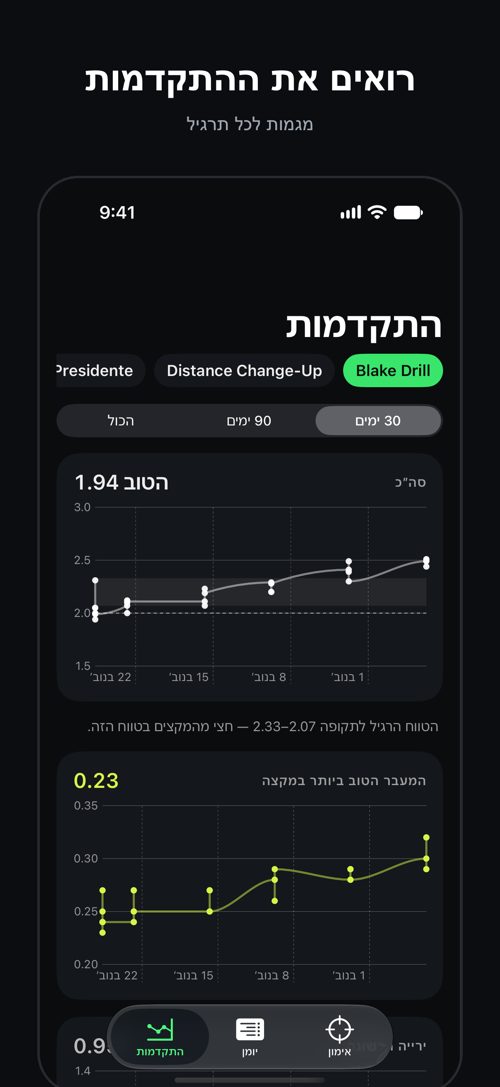 רואים את ההתקדמות
מגמות לכל תרגיל
9:41
התקדמות
Blake Drill
Distance Change-Up
Presidente
30 ימים
90 ימים
הכול
סה״כ
הטוב 1.94
3.0
2.5
2.0
1.5
1 בנוב׳
8 בנוב׳
15 בנוב׳
22 בנוב׳
הטווח הרגיל לתקופה 2.07–2.33 — חצי מהמקצים בטווח הזה.
המעבר הטוב ביותר במקצה
0.23
0.35
0.30
0.25
0.20
1 בנוב׳
8 בנוב׳
15 בנוב׳
22 בנוב׳
ירייה
1.4
אימון
יומן
התקדמות